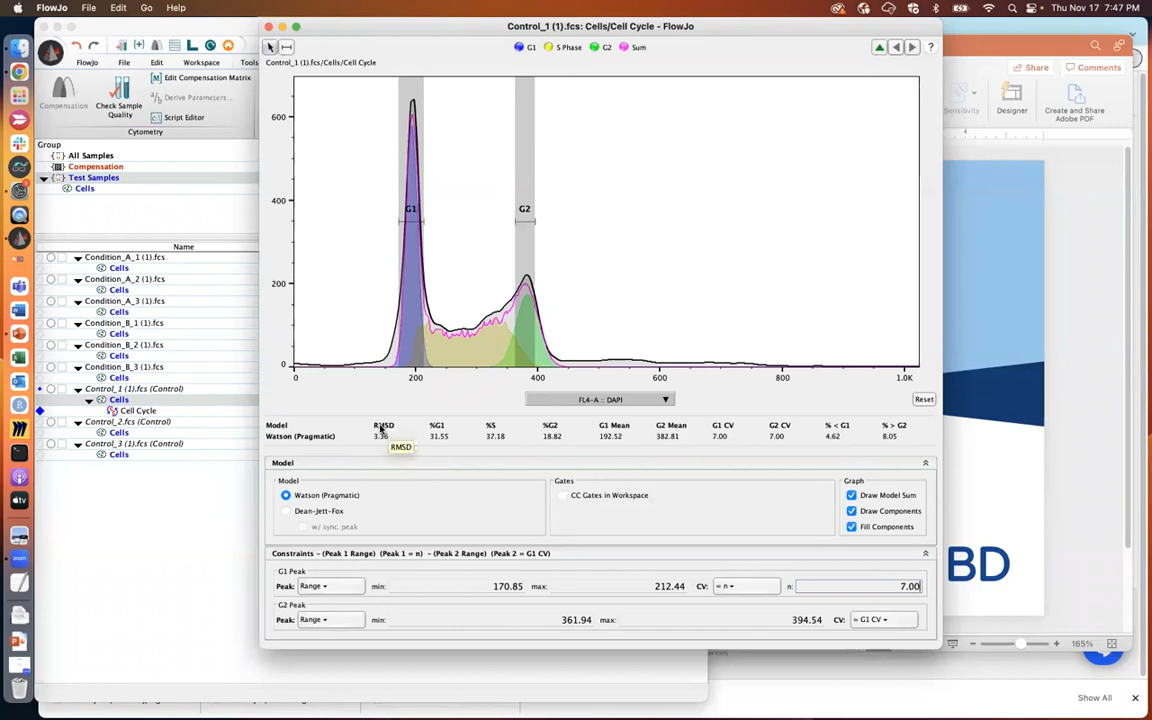 FlowJo File Edit View Go Help
Thu Nov 17 7:47 PM
Control_1 (1).fcs: Cells/Cell Cycle - FlowJo
G1 S Phase G2 Sum
?
Control_1 (1).fcs/Cells/Cell Cycle
FlowJo File Edit Workspace Tools
Edit Compensation Matrix
Derive Parameters...
Script Editor
Compensation
Check Sample
Quality
Cytometry
Group
All Samples
Compensation
Test Samples
Cells
Name
Condition_A_1 (1).fcs
Cells
Condition_A_2 (1).fcs
Cells
Condition_A_3 (1).fcs
Cells
Condition_B_1 (1).fcs
Cells
Condition_B_2 (1).fcs
Cells
Condition_B_3 (1).fcs
Cells
Control_1 (1).fcs (Control)
Cells
Cell Cycle
Control_2.fcs (Control)
Cells
Control_3 (1).fcs (Control)
Cells
600
400
200
0
G1
G2
0 200 400 600 800 1.0K
FL4-A :: DAPI
Reset
Model RMSD %G1 %S %G2 G1 Mean G2 Mean G1 CV G2 CV % < G1 % > G2
Watson (Pragmatic) 3.36 31.55 37.18 18.82 192.52 382.81 7.00 7.00 4.62 8.05
RMSD
Model
Model
Watson (Pragmatic)
Dean-Jett-Fox
w/ sync. peak
Gates
CC Gates in Workspace
Graph
Draw Model Sum
Draw Components
Fill Components
Constraints - (Peak 1 Range) (Peak 1 = n) - (Peak 2 Range) (Peak 2 = G1 CV)
G1 Peak
Peak: Range min: 170.85 max: 212.44 CV: = n n: 7.00
G2 Peak
Peak: Range min: 361.94 max: 394.54 CV: = G1 CV
Share
Comments
Sensitivity
Designer
Create and Share
Adobe PDF
4
BD
165%
Show All